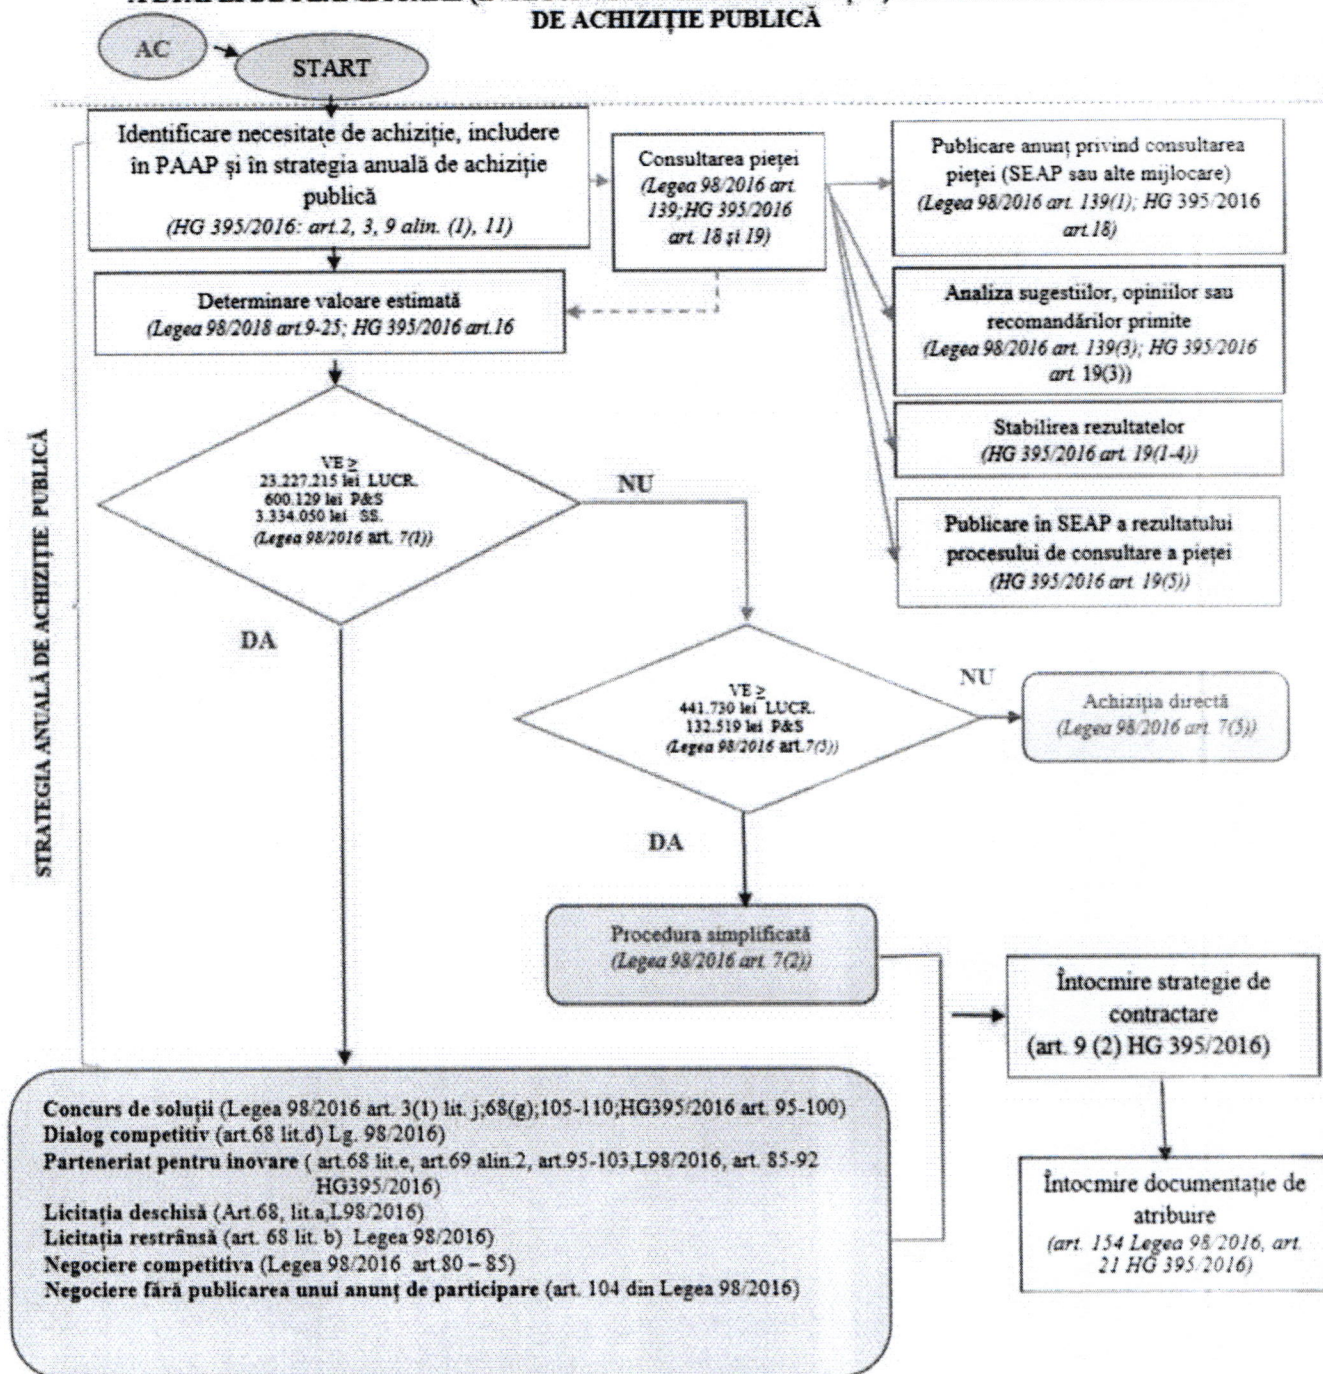 DE ACHIZIȚIE PUBLICĂ
AC
START
Identificare necesitate de achiziție, includere
în PAAP și în strategia anuală de achiziție
publică
(HG 395/2016: art.2, 3, 9 alin. (1), 11)
Consultarea pieței
(Legea 98/2016 art.
139;HG 395/2016
art. 18 și 19)
Publicare anunț privind consultarea
pieței (SEAP sau alte mijlocare)
(Legea 98/2016 art. 139(1); HG 395/2016
art.18)
Determinare valoare estimată
(Legea 98/2018 art.9-25; HG 395/2016 art.16
Analiza sugestiilor, opiniilor sau
recomandărilor primite
(Legea 98/2016 art. 139(3); HG 395/2016
art. 19(3))
Stabilirea rezultatelor
(HG 395/2016 art. 19(1-4))
Publicare în SEAP a rezultatului
procesului de consultare a pieței
(HG 395/2016 art. 19(5))
STRATEGIA ANUALĂ DE ACHIZIȚIE PUBLICĂ
VE ≥
23.227.215 lei LUCR.
600.129 lei P&S
3.334.050 lei SS.
(Legea 98/2016 art. 7(1))
NU
DA
VE ≥
441.730 lei LUCR.
132.519 lei P&S
(Legea 98/2016 art.7(5))
NU
Achiziția directă
(Legea 98/2016 art. 7(5))
DA
Procedura simplificată
(Legea 98/2016 art. 7(2))
Întocmire strategie de
contractare
(art. 9 (2) HG 395/2016)
Concurs de soluții (Legea 98/2016 art. 3(1) lit. j;68(g);105-110;HG395/2016 art. 95-100)
Dialog competitiv (art.68 lit.d) Lg. 98/2016)
Parteneriat pentru inovare ( art.68 lit.e, art.69 alin.2, art.95-103,L98/2016, art. 85-92
HG395/2016)
Licitația deschisă (Art.68, lit.a,L98/2016)
Licitația restrânsă (art. 68 lit. b) Legea 98/2016)
Negociere competitiva (Legea 98/2016 art.80 – 85)
Negociere fără publicarea unui anunț de participare (art. 104 din Legea 98/2016)
Întocmire documentație de
atribuire
(art. 154 Legea 98/2016, art.
21 HG 395/2016)